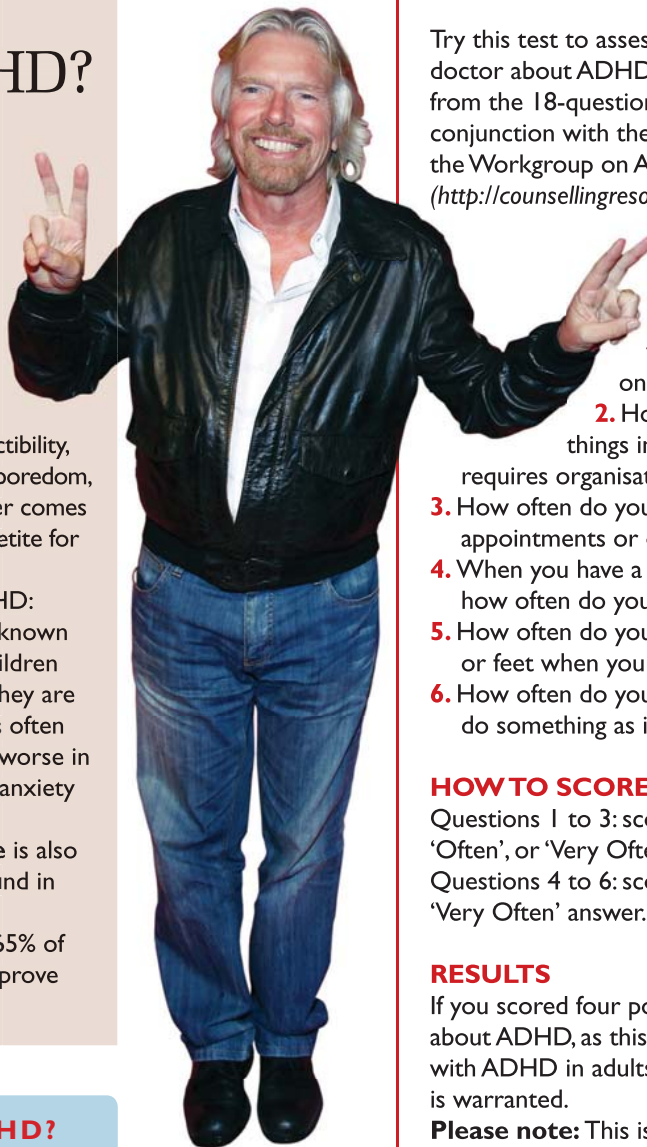 HD?
ctibility,
boredom,
er comes
etite for
HD:
known
ildren
hey are
s often
worse in
anxiety
e is also
und in
65% of
prove
HD?
Try this test to asses
doctor about ADHD
from the 18-question
conjunction with the
the Workgroup on A
(http://counsellingreso
on
2. Ho
things in
requires organisat
3. How often do you
appointments or
4. When you have a
how often do you
5. How often do you
or feet when you
6. How often do you
do something as i
HOW TO SCORE
Questions 1 to 3: sco
‘Often’, or ‘Very Ofte
Questions 4 to 6: sco
‘Very Often’ answer.
RESULTS
If you scored four po
about ADHD, as this
with ADHD in adults
is warranted.
Please note: This is